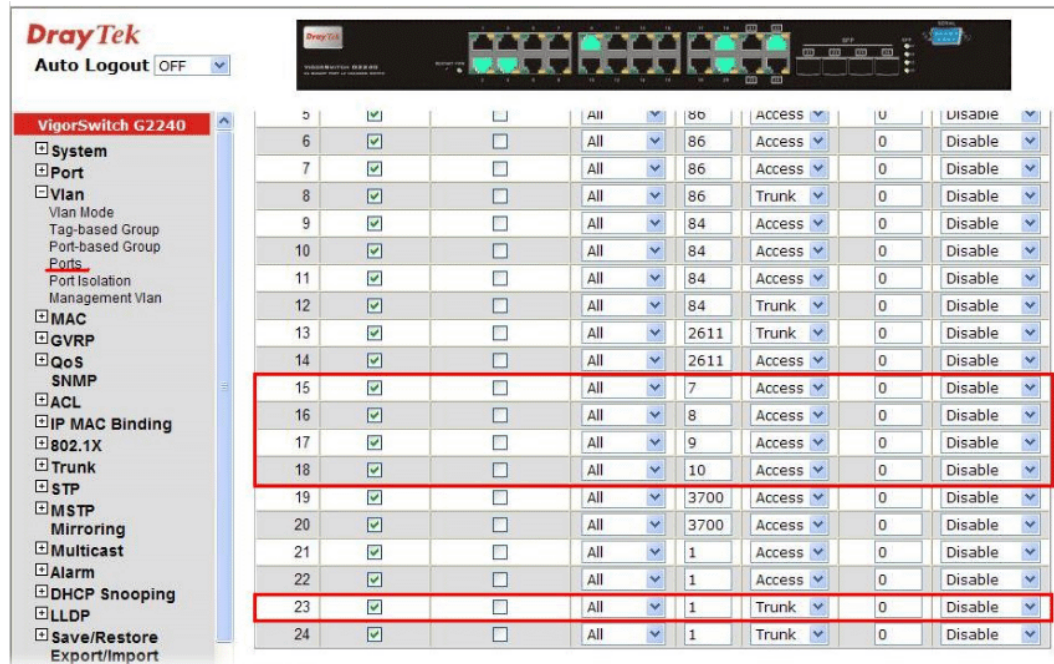 DrayTek
Auto Logout OFF
DrayTek
VIGORSWITCH G2240
SERIAL
SFP
VigorSwitch G2240
System
Port
Vlan
Vlan Mode
Tag-based Group
Port-based Group
Ports
Port Isolation
Management Vlan
MAC
GVRP
QoS
SNMP
ACL
IP MAC Binding
802.1X
Trunk
STP
MSTP
Mirroring
Multicast
Alarm
DHCP Snooping
LLDP
Save/Restore
Export/Import
5 All 86 Access 0 Disable
6 All 86 Access 0 Disable
7 All 86 Access 0 Disable
8 All 86 Trunk 0 Disable
9 All 84 Access 0 Disable
10 All 84 Access 0 Disable
11 All 84 Access 0 Disable
12 All 84 Trunk 0 Disable
13 All 2611 Trunk 0 Disable
14 All 2611 Access 0 Disable
15 All 7 Access 0 Disable
16 All 8 Access 0 Disable
17 All 9 Access 0 Disable
18 All 10 Access 0 Disable
19 All 3700 Access 0 Disable
20 All 3700 Access 0 Disable
21 All 1 Access 0 Disable
22 All 1 Access 0 Disable
23 All 1 Trunk 0 Disable
24 All 1 Trunk 0 Disable